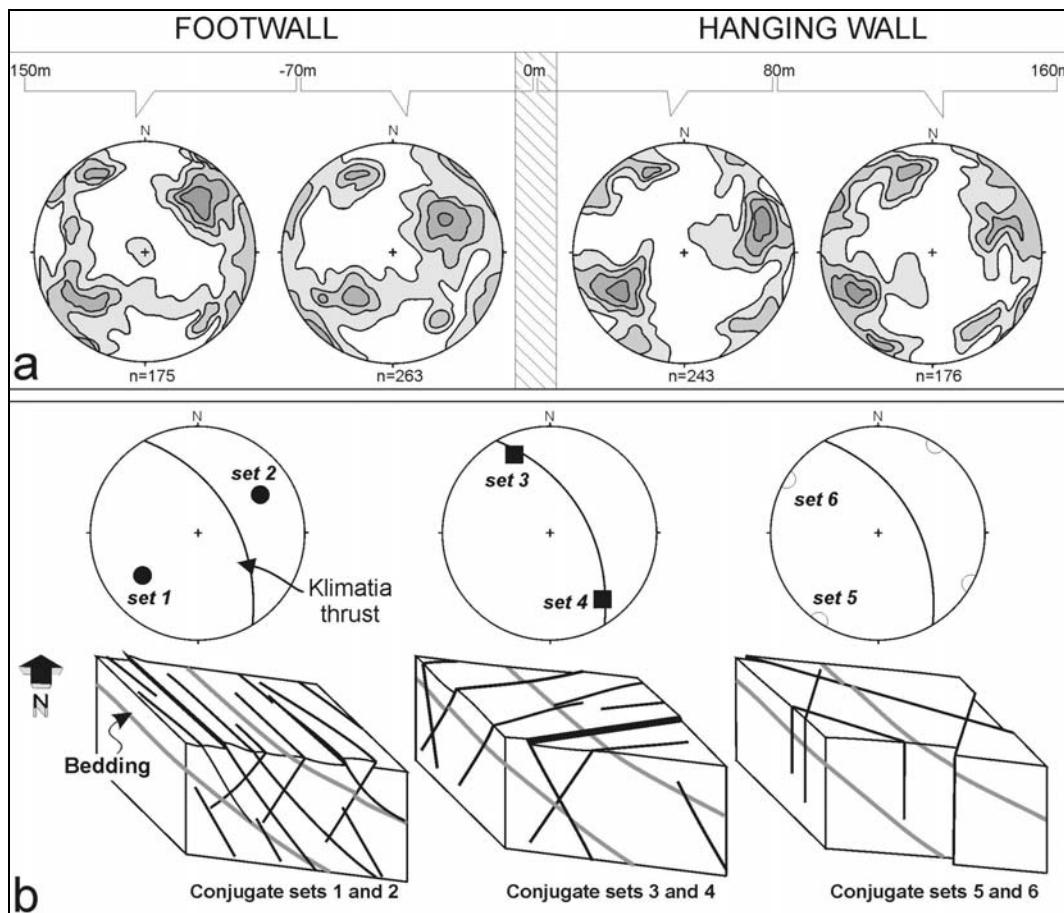 FOOTWALL HANGING WALL
150m -70m 0m 80m 160m
N N N N
a
n=175 n=263 n=243 n=176
N N N
set 2 set 3 set 6
set 1 Klimatia thrust set 4 set 5
N
Bedding
b
Conjugate sets 1 and 2 Conjugate sets 3 and 4 Conjugate sets 5 and 6